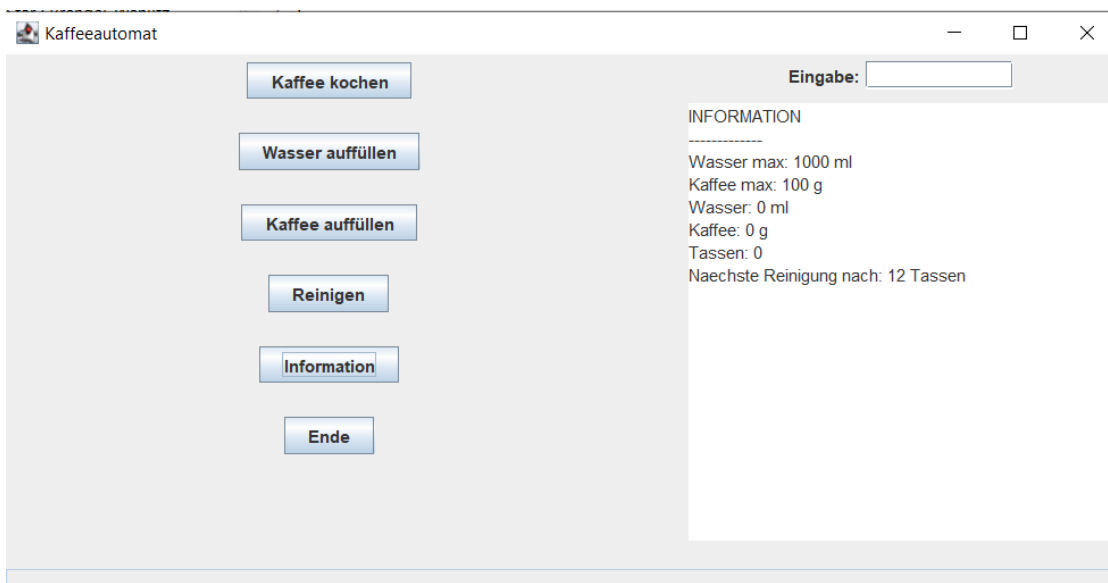 Kaffeeautomat
Kaffee kochen
Wasser auffüllen
Kaffee auffüllen
Reinigen
Information
Ende
Eingabe:
INFORMATION
-------------
Wasser max: 1000 ml
Kaffee max: 100 g
Wasser: 0 ml
Kaffee: 0 g
Tassen: 0
Naechste Reinigung nach: 12 Tassen